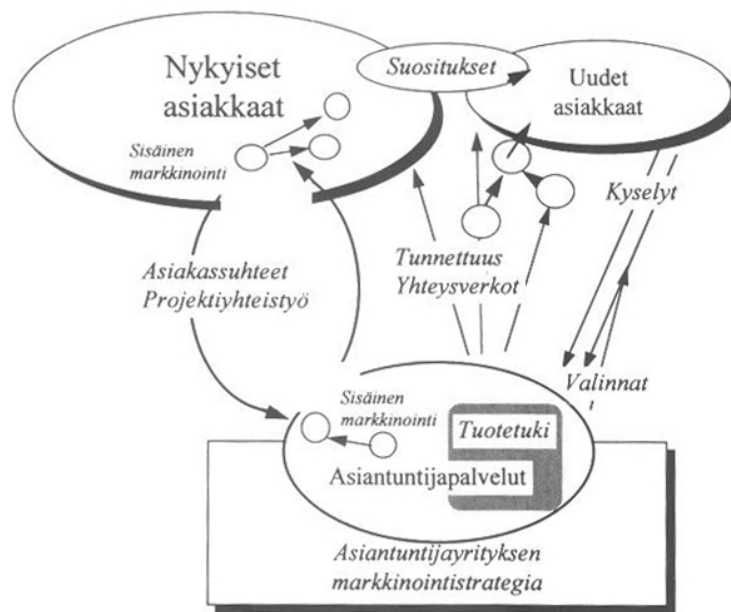 Nykyiset
asiakkaat
Suositukset
Uudet
asiakkaat
Sisäinen
markkinointi
Kyselyt
Asiakassuhteet
Projektiyhteistyö
Tunnettuus
Yhteysverkot
Valinnat
Sisäinen
markkinointi
Tuotetuki
Asiantuntijapalvelut
Asiantuntijayrityksen
markkinointistrategia